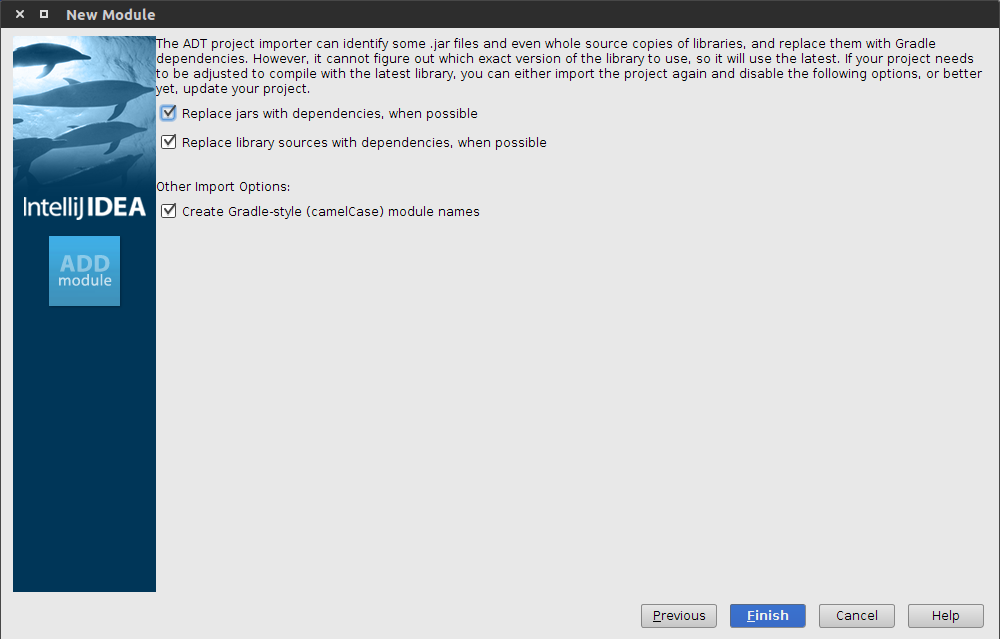 New Module
The ADT project importer can identify some .jar files and even whole source copies of libraries, and replace them with Gradle
dependencies. However, it cannot figure out which exact version of the library to use, so it will use the latest. If your project needs
to be adjusted to compile with the latest library, you can either import the project again and disable the following options, or better
yet, update your project.
Replace jars with dependencies, when possible
Replace library sources with dependencies, when possible
Other Import Options:
IntelliJ IDEA
Create Gradle-style (camelCase) module names
ADD
module
Previous
Finish
Cancel
Help